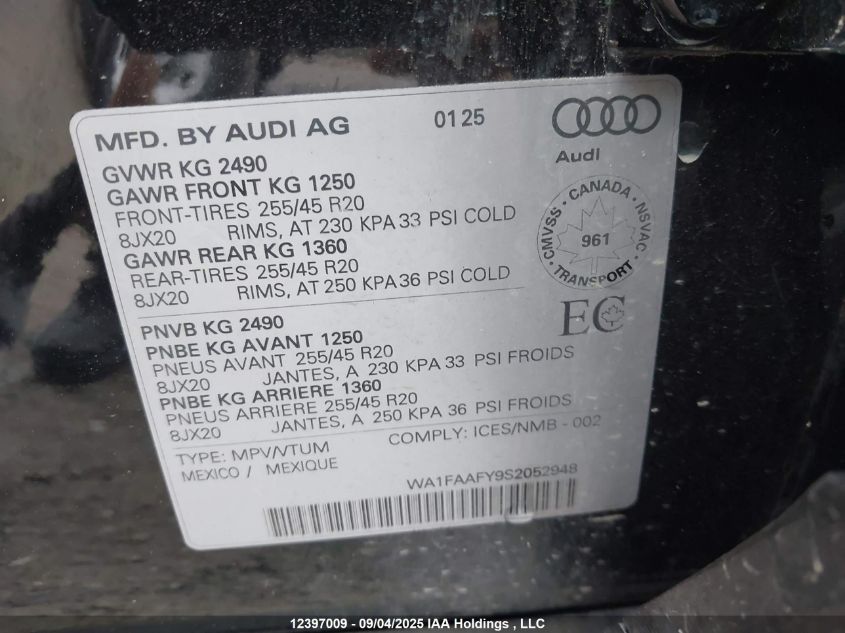 MFD. BY AUDI AG
0125
Audi
GVWR KG 2490
GAWR FRONT KG 1250
FRONT-TIRES 255/45 R20
8JX20 RIMS, AT 230 KPA 33 PSI COLD
GAWR REAR KG 1360
REAR-TIRES 255/45 R20
8JX20 RIMS, AT 250 KPA 36 PSI COLD
CMVSS · CANADA · NSVAC · TRANSPORT ·
961
EC
PNVB KG 2490
PNBE KG AVANT 1250
PNEUS AVANT 255/45 R20
8JX20 JANTES, A 230 KPA 33 PSI FROIDS
PNBE KG ARRIERE 1360
PNEUS ARRIERE 255/45 R20
8JX20 JANTES, A 250 KPA 36 PSI FROIDS
TYPE: MPV/VTUM COMPLY: ICES/NMB - 002
MEXICO / MEXIQUE
WA1FAAFY9S2052948
12397009 - 09/04/2025 IAA Holdings , LLC